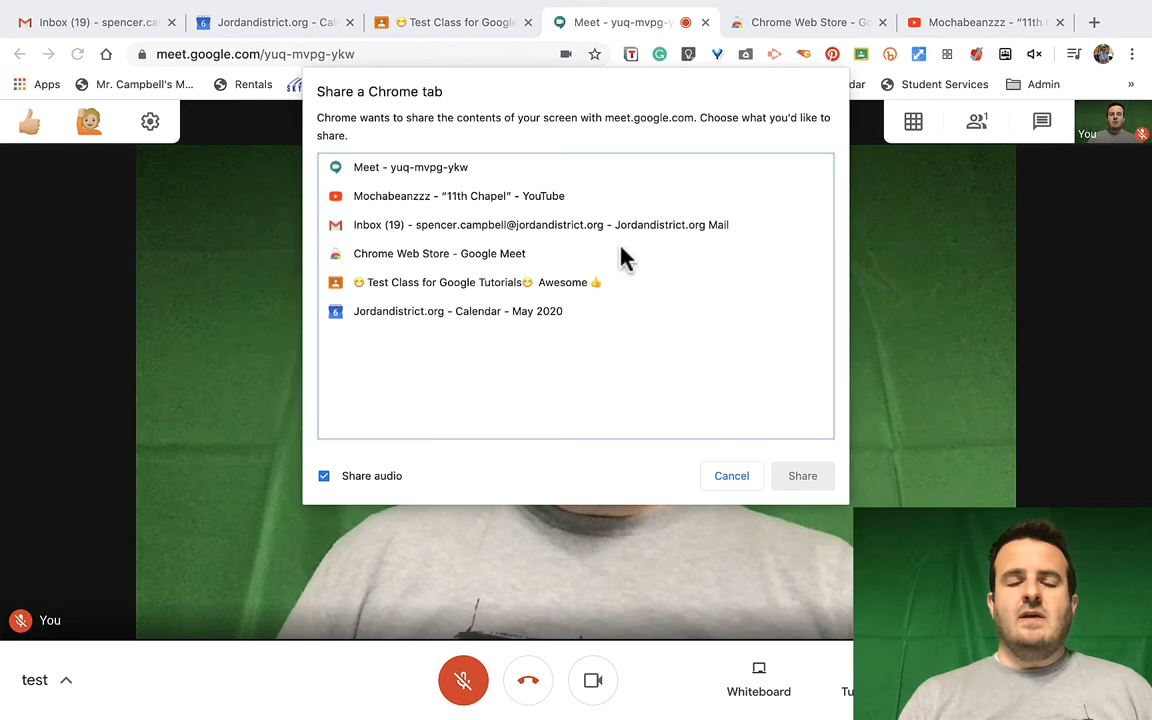 Inbox (19) - spencer.ca
Jordandistrict.org - Cal
😁Test Class for Google
Meet - yuq-mvpg-
Chrome Web Store - Go
Mochabeanzzz - “11th
meet.google.com/yuq-mvpg-ykw
Apps
Mr. Campbell's M...
Rentals
dar
Student Services
Admin
»
Share a Chrome tab
Chrome wants to share the contents of your screen with meet.google.com. Choose what you'd like to
share.
Meet - yuq-mvpg-ykw
Mochabeanzzz - “11th Chapel” - YouTube
Inbox (19) - spencer.campbell@jordandistrict.org - Jordandistrict.org Mail
Chrome Web Store - Google Meet
😁Test Class for Google Tutorials😁 Awesome 👍
Jordandistrict.org - Calendar - May 2020
Share audio
Cancel
Share
1
You
You
test
Whiteboard
Tu